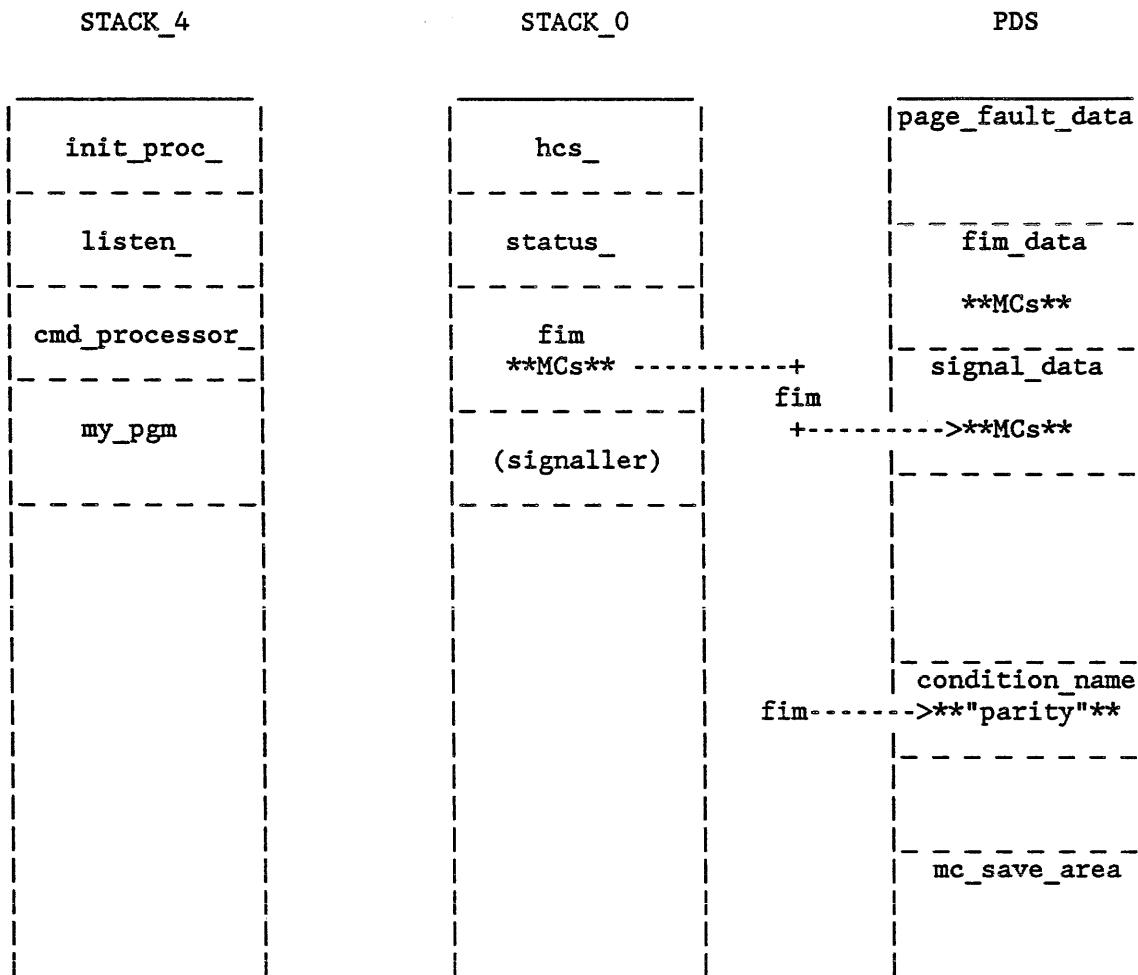 STACK_4 STACK_0 PDS
page_fault_data
init_proc_ hcs_
listen_ status_ fim_data
**MCs**
cmd_processor_ fim
**MCs** ----------+ signal_data
fim
my_pgm +--------->**MCs**
(signaller)
condition_name
fim------->**"parity"**
mc_save_area